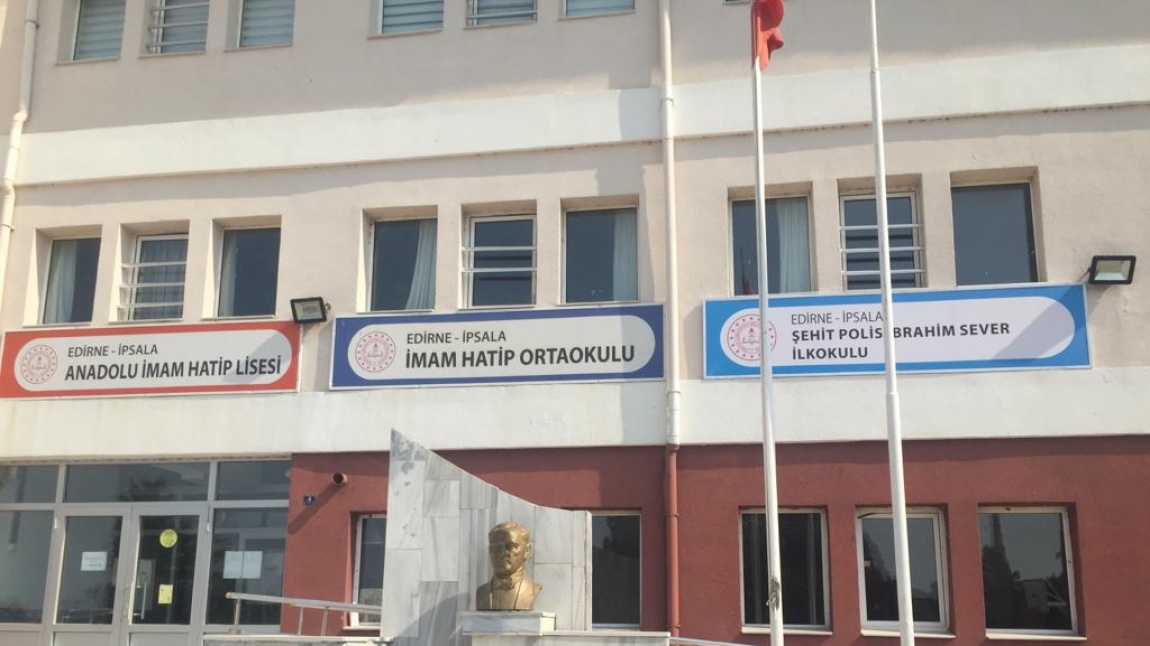 EDİRNE - İPSALA
ANADOLU İMAM HATİP LİSESİ
EDİRNE - İPSALA
İMAM HATİP ORTAOKULU
EDİRNE - İPSALA
ŞEHİT POLİS İBRAHİM SEVER
İLKOKULU